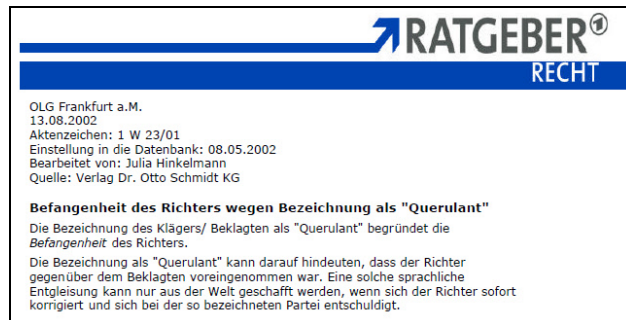 RATGEBER
RECHT
OLG Frankfurt a.M.
13.08.2002
Aktenzeichen: 1 W 23/01
Einstellung in die Datenbank: 08.05.2002
Bearbeitet von: Julia Hinkelmann
Quelle: Verlag Dr. Otto Schmidt KG
Befangenheit des Richters wegen Bezeichnung als "Querulant"
Die Bezeichnung des Klägers/ Beklagten als "Querulant" begründet die
Befangenheit des Richters.
Die Bezeichnung als "Querulant" kann darauf hindeuten, dass der Richter
gegenüber dem Beklagten voreingenommen war. Eine solche sprachliche
Entgleisung kann nur aus der Welt geschafft werden, wenn sich der Richter sofort
korrigiert und sich bei der so bezeichneten Partei entschuldigt.